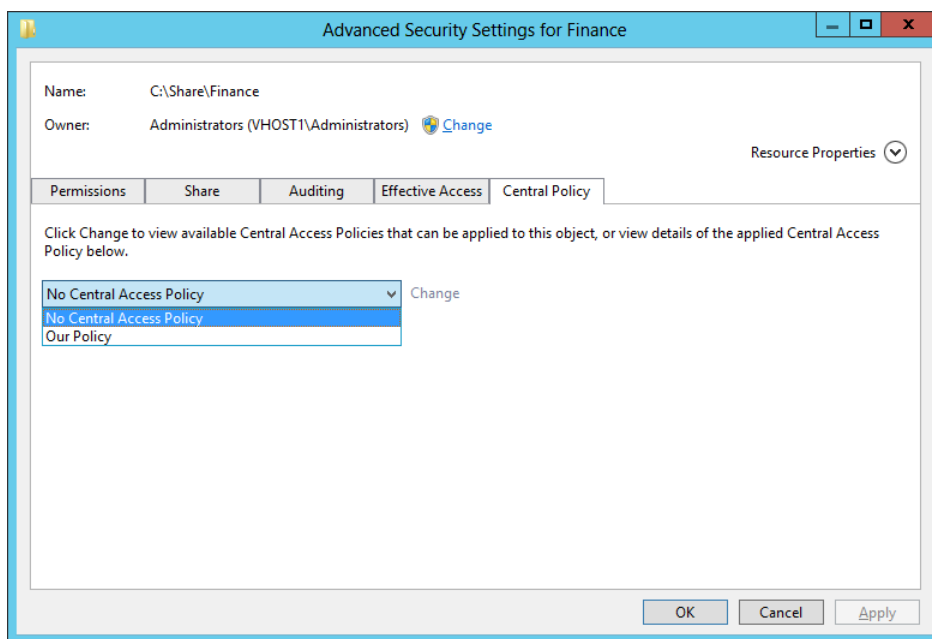 Advanced Security Settings for Finance
Name: C:\Share\Finance
Owner: Administrators (VHOST1\Administrators) Change
Resource Properties
Permissions Share Auditing Effective Access Central Policy
Click Change to view available Central Access Policies that can be applied to this object, or view details of the applied Central Access
Policy below.
No Central Access Policy Change
No Central Access Policy
Our Policy
OK Cancel Apply